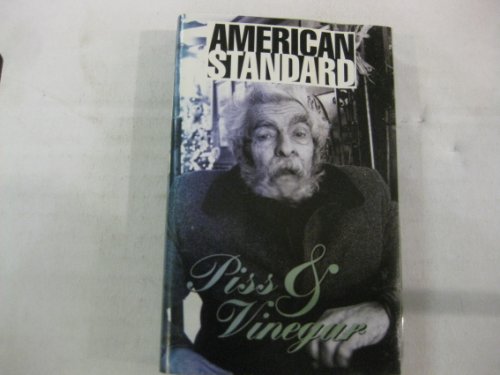 AMERICAN
STANDARD
Piss &
Vinegar